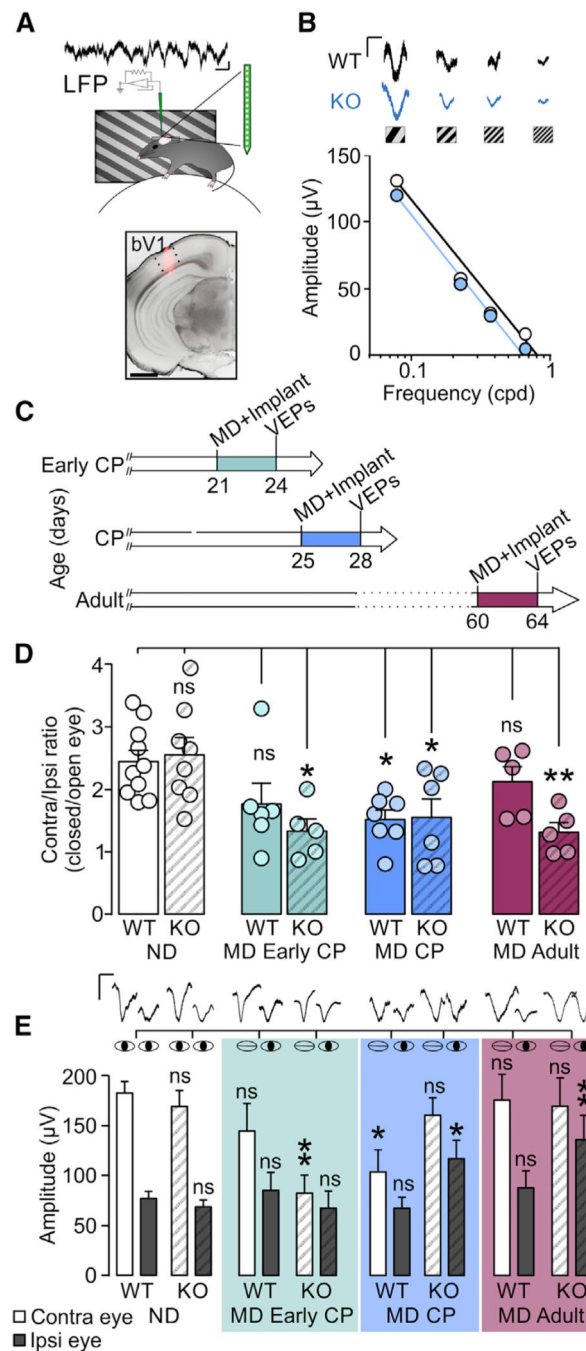 A
LFP
bV1
B
WT
KO
150
100
50
0
Amplitude (µV)
0.1
1
Frequency (cpd)
C
Age (days)
Early CP
MD+Implant
VEPs
21
24
CP
MD+Implant
VEPs
25
28
Adult
MD+Implant
VEPs
60
64
D
Contra/Ipsi ratio
(closed/open eye)
4
3
2
1
0
ns
ns
*
*
*
ns
**
WT KO WT KO WT KO WT KO
ND MD Early CP MD CP MD Adult
E
Amplitude (µV)
200
150
100
50
0
ns
ns
ns
ns
**
ns
*
ns
ns
*
ns
ns
ns
**
WT KO WT KO WT KO WT KO
ND MD Early CP MD CP MD Adult
Contra eye
Ipsi eye